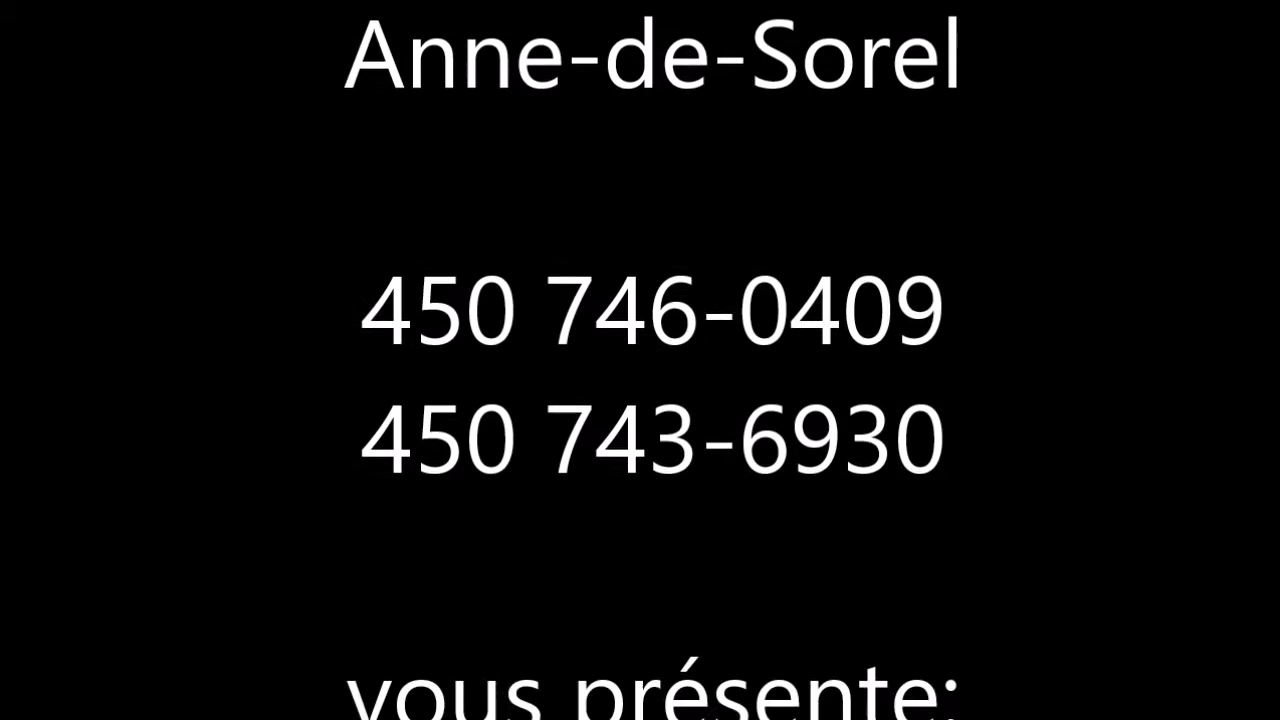 Anne-de-Sorel
450 746-0409
450 743-6930
vous présente: